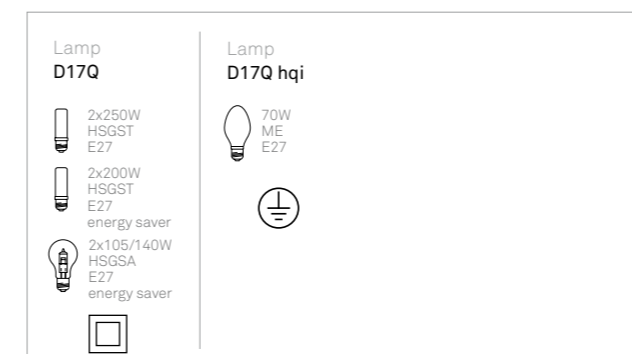 Lamp
D17Q
2x250W
HSGST
E27
2x200W
HSGST
E27
energy saver
2x105/140W
HSGSA
E27
energy saver
Lamp
D17Q hqi
70W
ME
E27